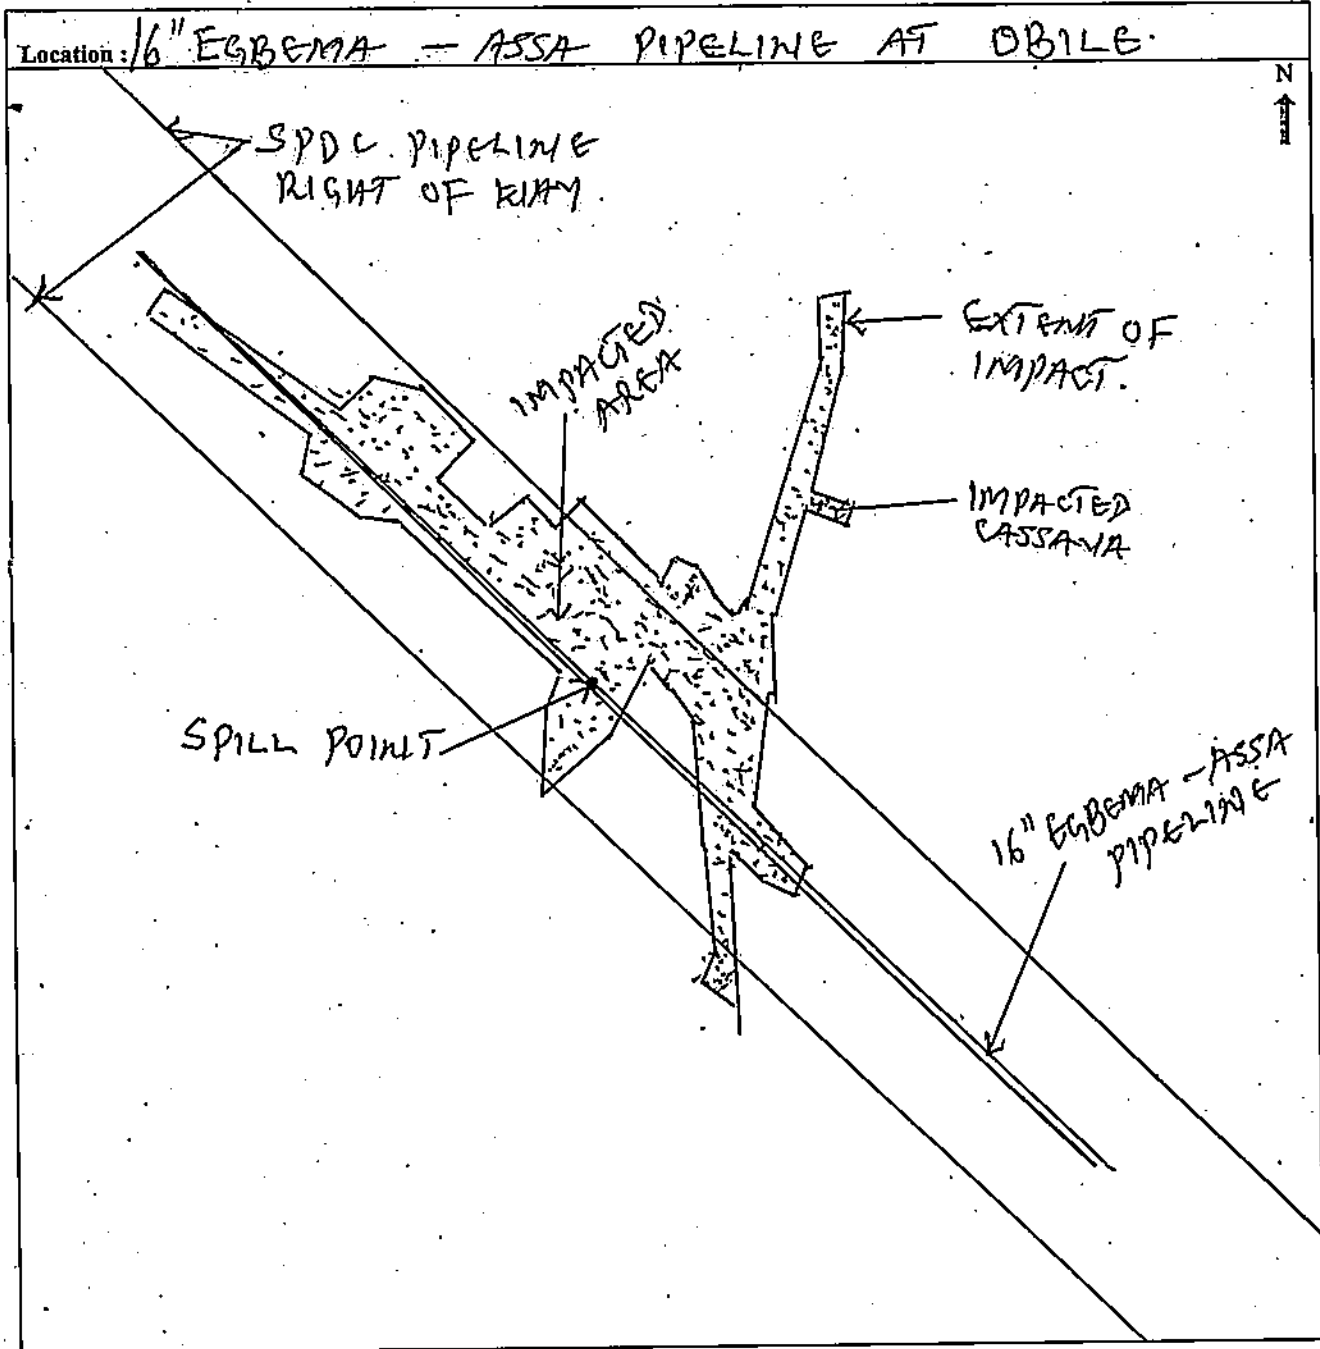 Location: 16" EGBEMA - ASSA PIPELINE AT OBILE.
N
SPDC. PIPELINE
RIGHT OF WAY.
IMPACTED
AREA
EXTENT OF
IMPACT.
IMPACTED
CASSAVA
SPILL POINT
16" EGBEMA - ASSA
PIPELINE